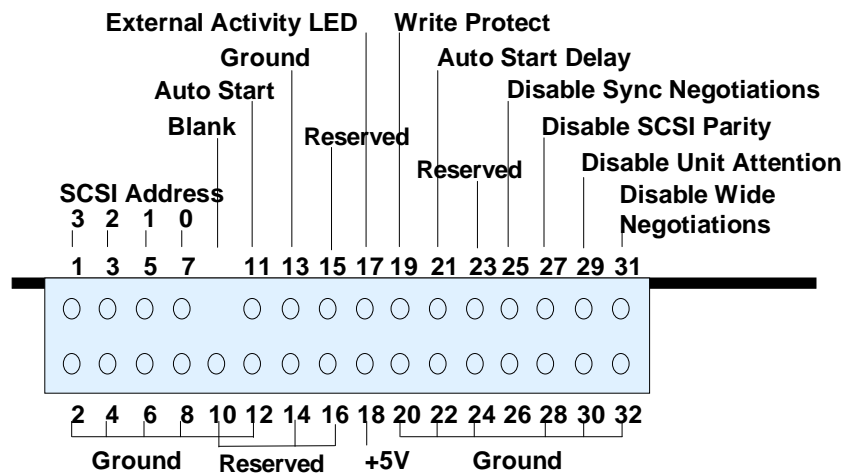 External Activity LED Write Protect
Ground Auto Start Delay
Auto Start Disable Sync Negotiations
Blank Reserved Disable SCSI Parity
Reserved Disable Unit Attention
SCSI Address Disable Wide
3 2 1 0 Negotiations
1 3 5 7 11 13 15 17 19 21 23 25 27 29 31
2 4 6 8 10 12 14 16 18 20 22 24 26 28 30 32
Ground Reserved +5V Ground